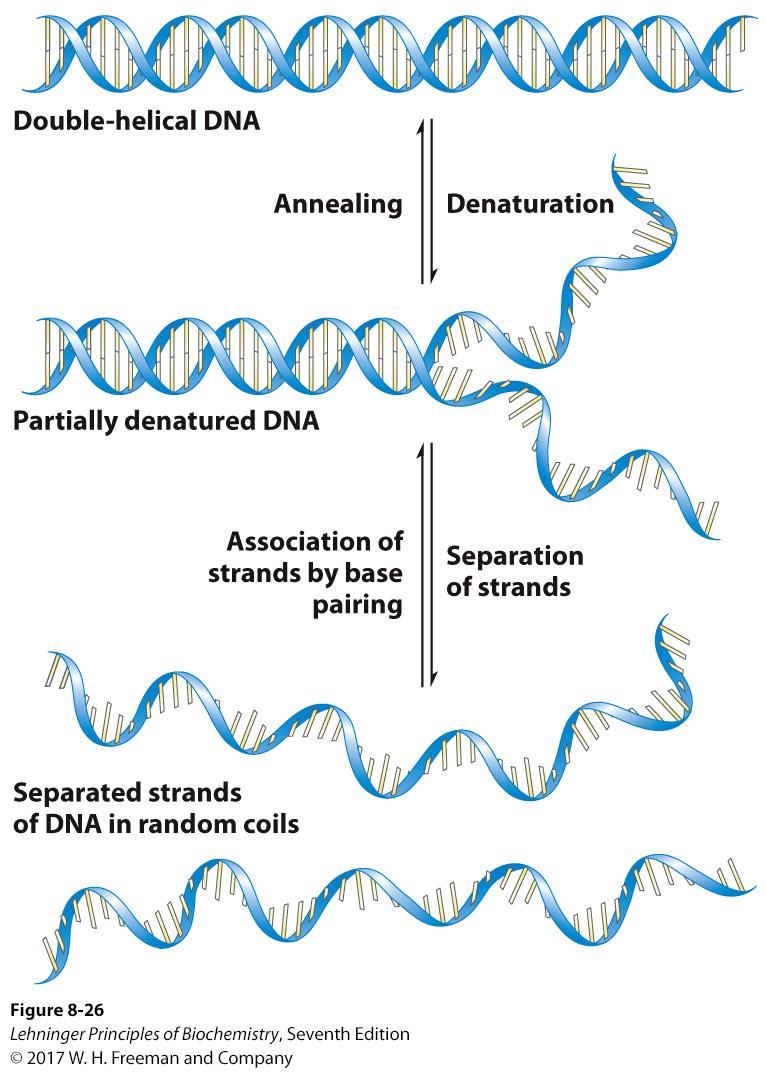 Double-helical DNA
Annealing
Denaturation
Partially denatured DNA
Association of
strands by base
pairing
Separation
of strands
Separated strands
of DNA in random coils
Figure 8-26
Lehninger Principles of Biochemistry, Seventh Edition
© 2017 W. H. Freeman and Company